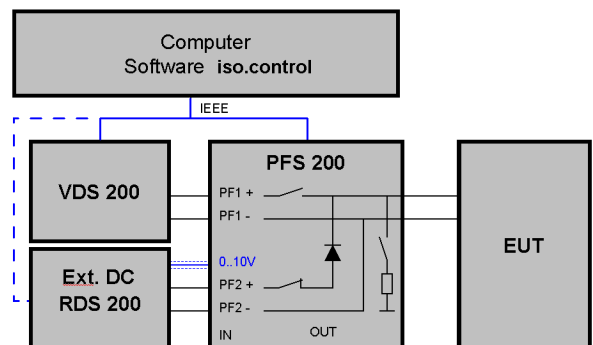 Computer
Software iso.control
IEEE
VDS 200
PFS 200
PF1 +
PF1 -
0..10V
PF2 +
PF2 -
IN
OUT
Ext. DC
RDS 200
EUT